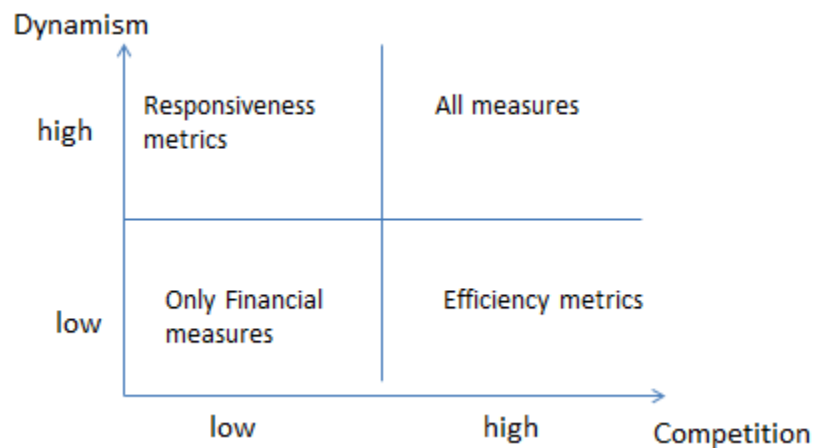 Dynamism
Responsiveness
metrics
All measures
high
Only Financial
measures
Efficiency metrics
low
low
high
Competition